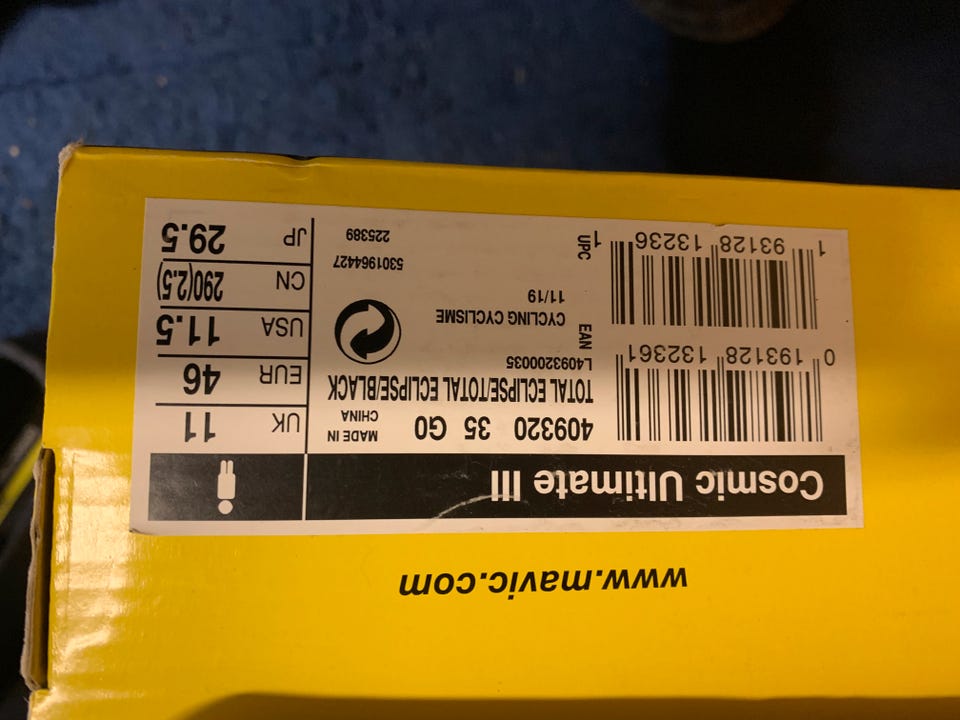 www.mavic.com
Cosmic Ultimate III
409320 35 G0 MADE IN
CHINA
TOTAL ECLIPSE/TOTAL ECLIPSE/BLACK
L4093200035
EAN
0 193128 132361
CYCLING CYCLISME
11/19
5301964427
225389
UPC
1 93128 13236 1
UK 11
EUR 46
USA 11.5
CN 290(2.5)
JP 29.5